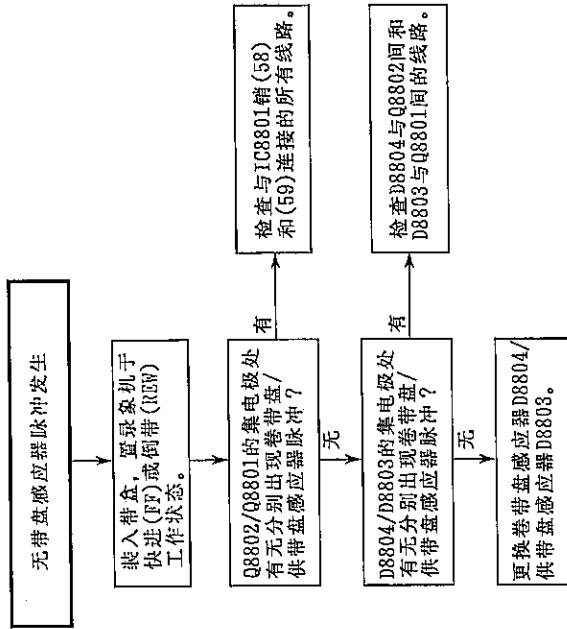 无带盘感应器脉冲发生
装入带盒，置录象机于
快进(FF)或倒带(REW)
工作状态。
Q8802/Q8801的集电极处
有无分别出现卷带盘/
供带盘感应器脉冲？
有
检查与IC8801销(58)
和(59)连接的所有线路。
无
D8804/D8803的集电极处
有无分别出现卷带盘/
供带盘感应器脉冲？
有
检查D8804与Q8802间和
D8803与Q8801间的线路。
无
更换卷带盘感应器D8804/
供带盘感应器D8803。